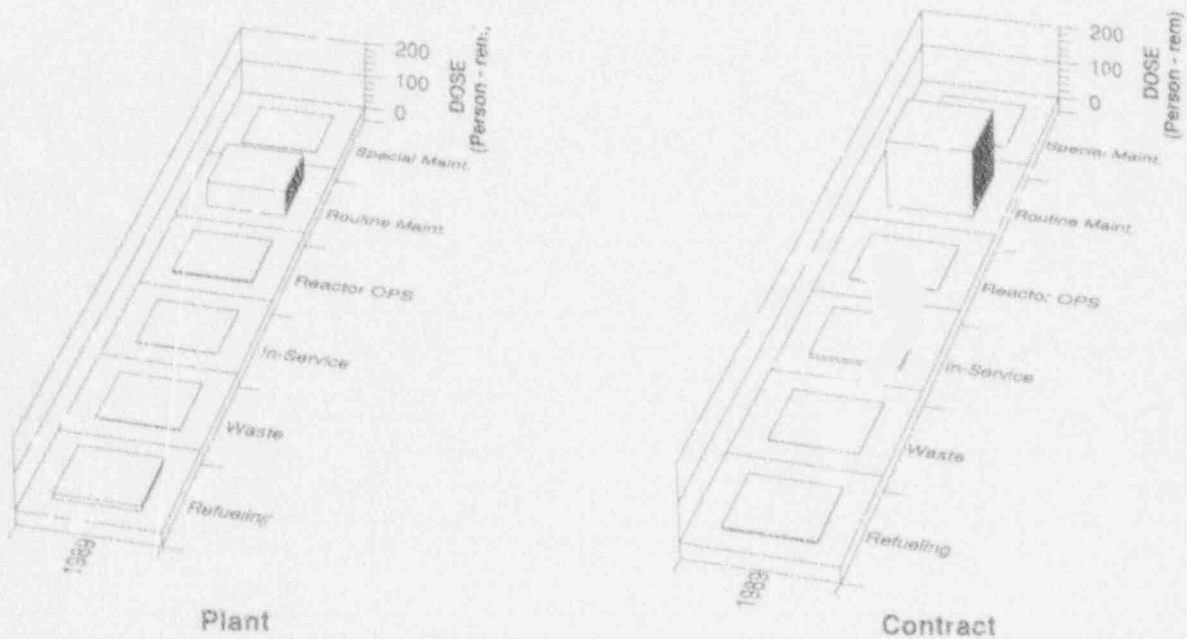 200
100
0
DOSE
(Person - rem)
Special Maint.
Routine Maint.
Reactor OPS
In-Service
Waste
Refueling
1989
Plant
200
100
0
DOSE
(Person - rem)
Special Maint.
Routine Maint.
Reactor OPS
In-Service
Waste
Refueling
1989
Contract